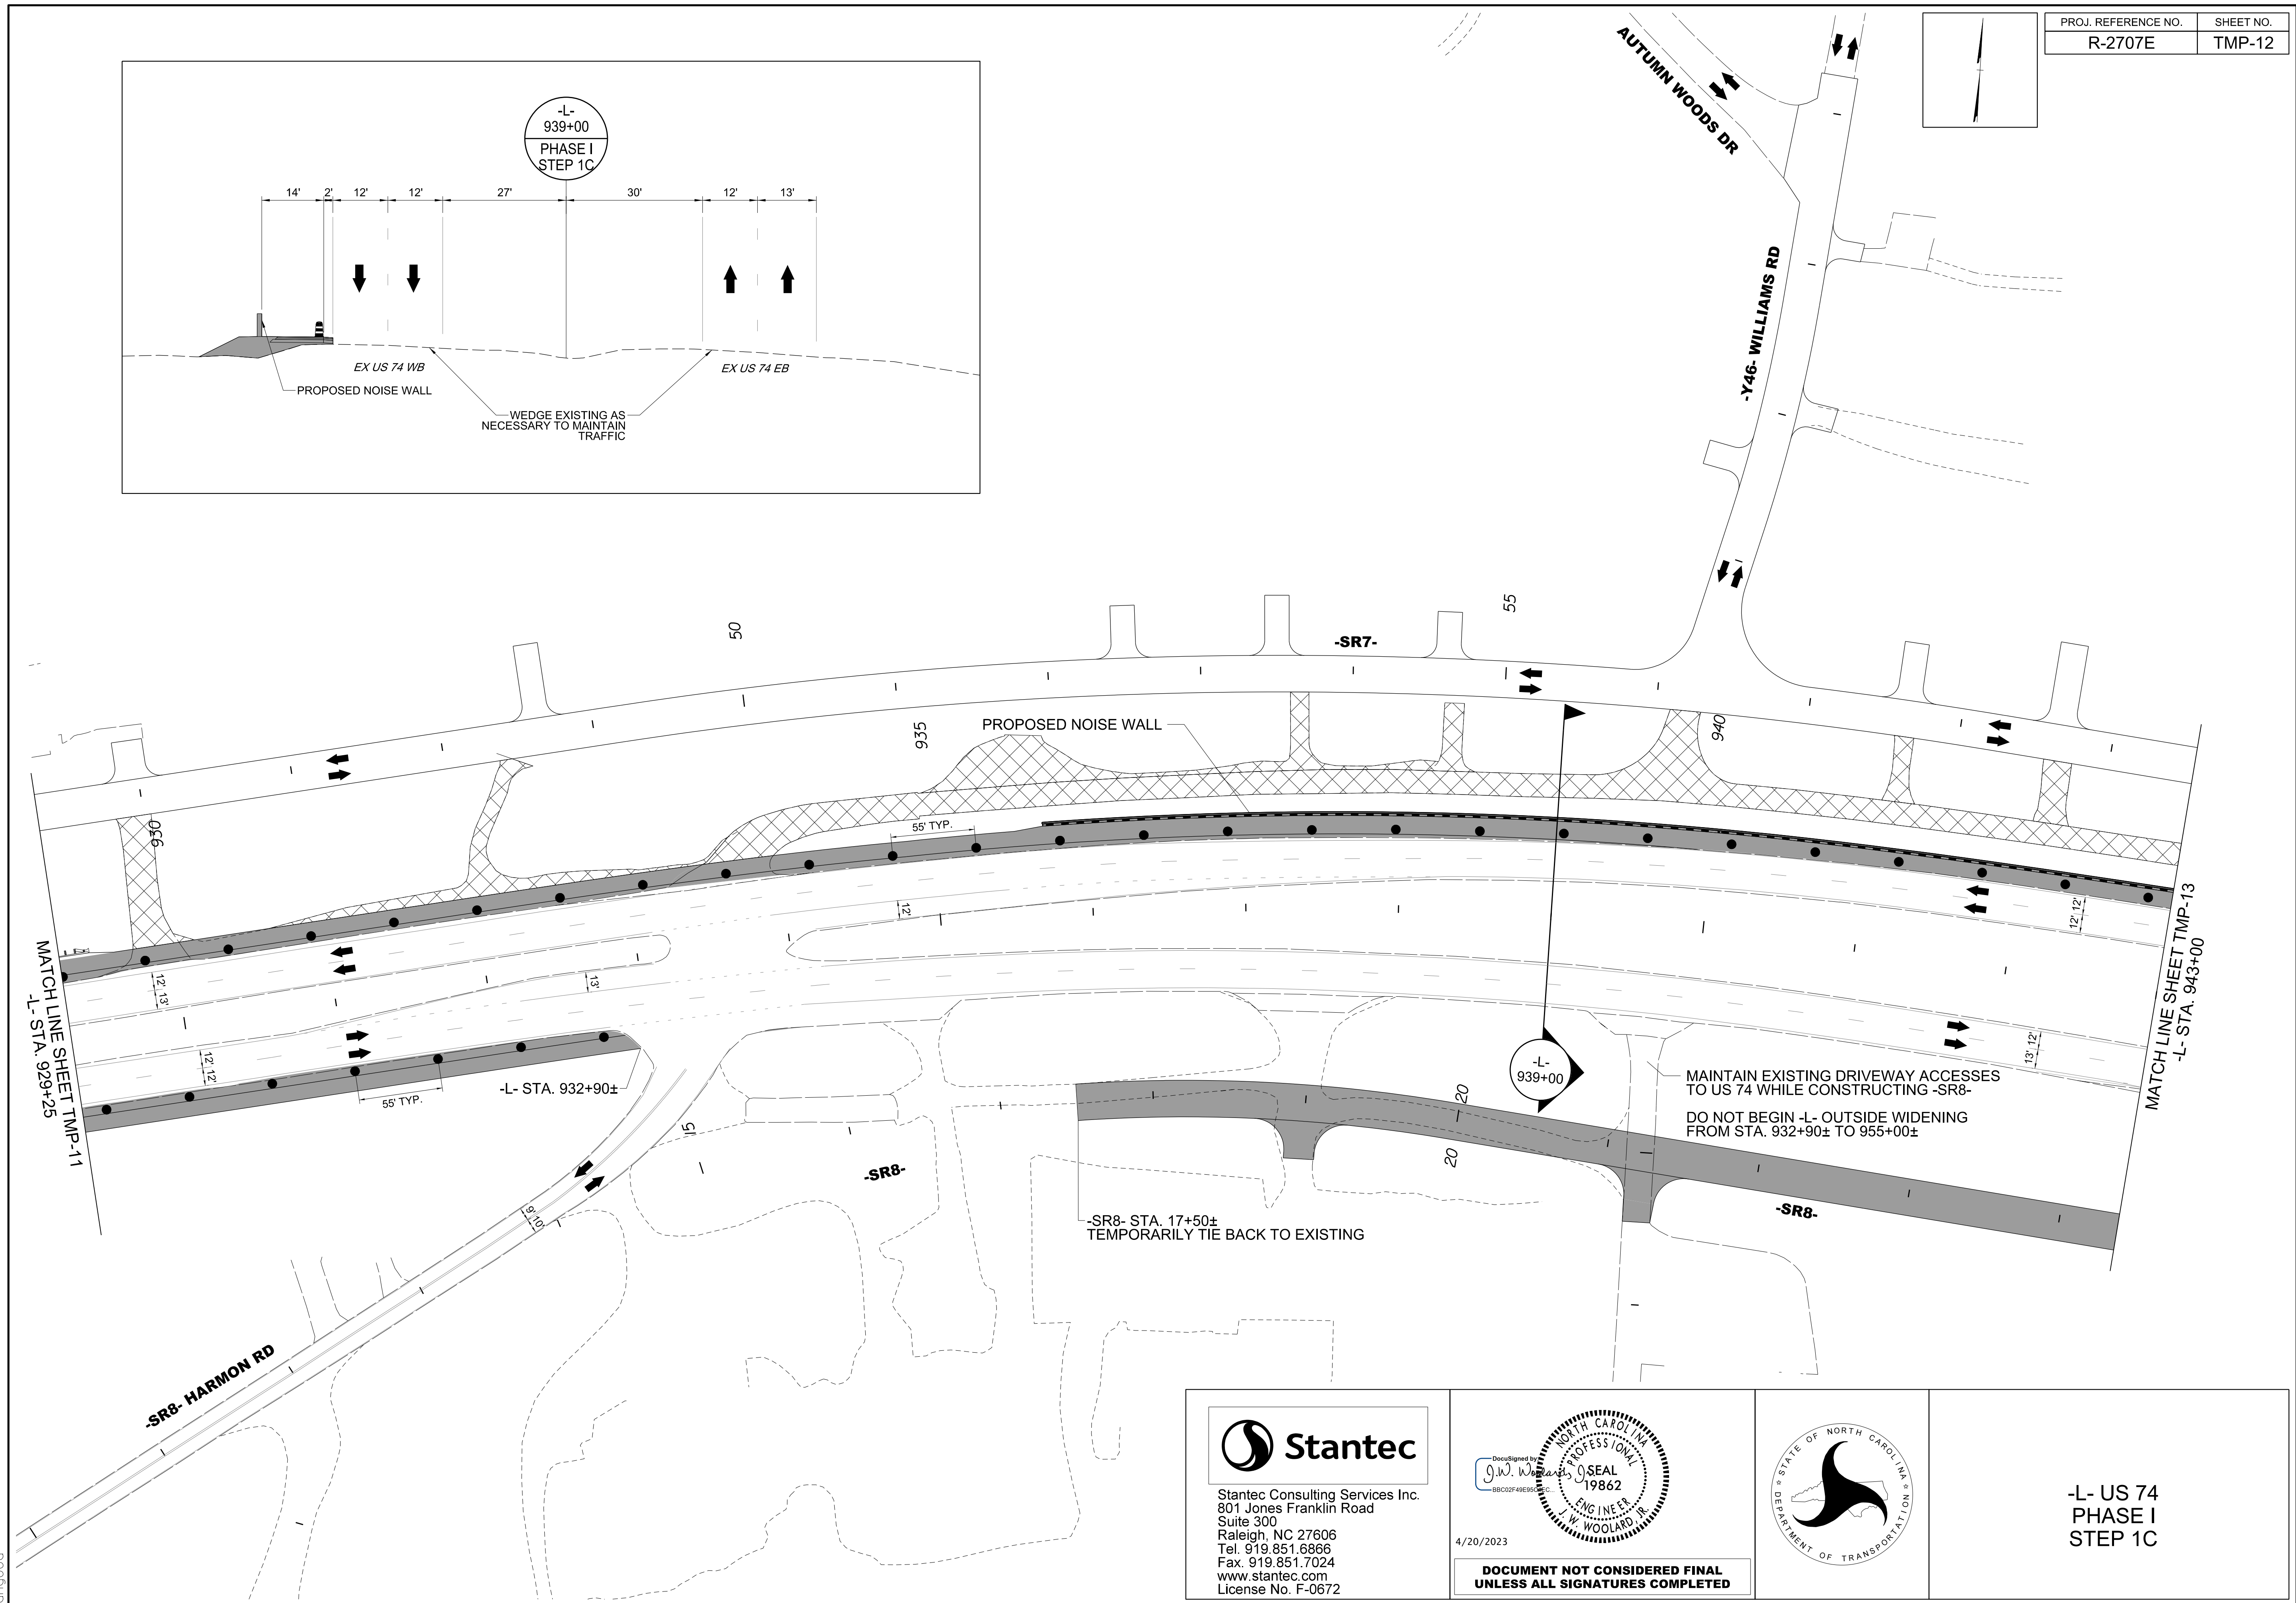 PROJ. REFERENCE NO.
SHEET NO.
R-2707E
TMP-12
-L-
939+00
PHASE I
STEP 1C
14'
2'
12'
12'
27'
30'
12'
13'
EX US 74 WB
EX US 74 EB
PROPOSED NOISE WALL
WEDGE EXISTING AS
NECESSARY TO MAINTAIN
TRAFFIC
AUTUMN WOODS DR
-Y46- WILLIAMS RD
50
55
-SR7-
935
PROPOSED NOISE WALL
940
930
55' TYP.
12'
12' 12'
12' 13'
13'
12' 12'
13' 12'
55' TYP.
-L- STA. 932+90±
MATCH LINE SHEET TMP-11
-L- STA. 929+25
MATCH LINE SHEET TMP-13
-L- STA. 943+00
-L-
939+00
MAINTAIN EXISTING DRIVEWAY ACCESSES
TO US 74 WHILE CONSTRUCTING -SR8-
DO NOT BEGIN -L- OUTSIDE WIDENING
FROM STA. 932+90± TO 955+00±
15
20
20
-SR8-
-SR8- STA. 17+50±
TEMPORARILY TIE BACK TO EXISTING
-SR8-
9' 10'
-SR8- HARMON RD
Stantec
Stantec Consulting Services Inc.
801 Jones Franklin Road
Suite 300
Raleigh, NC 27606
Tel. 919.851.6866
Fax. 919.851.7024
www.stantec.com
License No. F-0672
DocuSigned by:
J.W. Woolard, Jr.
NORTH CAROLINA
PROFESSIONAL
SEAL
19862
ENGINEER
J. W. WOOLARD, JR.
4/20/2023
DOCUMENT NOT CONSIDERED FINAL
UNLESS ALL SIGNATURES COMPLETED
STATE OF NORTH CAROLINA
DEPARTMENT OF TRANSPORTATION
-L- US 74
PHASE I
STEP 1C